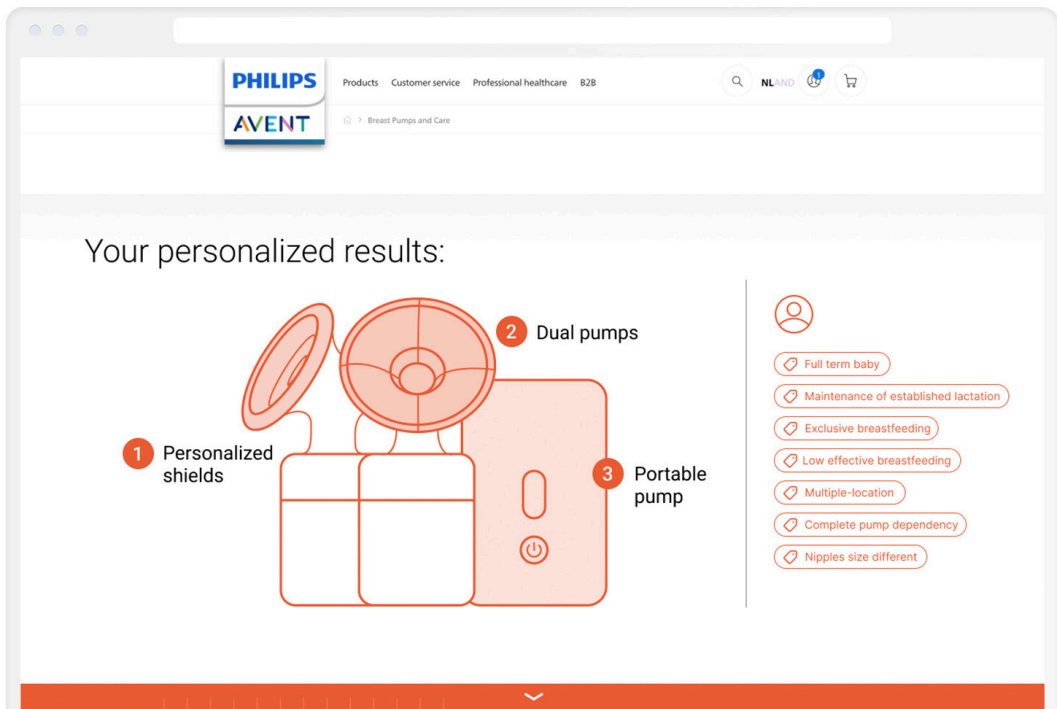 PHILIPS
AVENT
Products Customer service Professional healthcare B2B
NLAND
1
> Breast Pumps and Care
Your personalized results:
2 Dual pumps
1 Personalized
shields
3 Portable
pump
Full term baby
Maintenance of established lactation
Exclusive breastfeeding
Low effective breastfeeding
Multiple-location
Complete pump dependency
Nipples size different